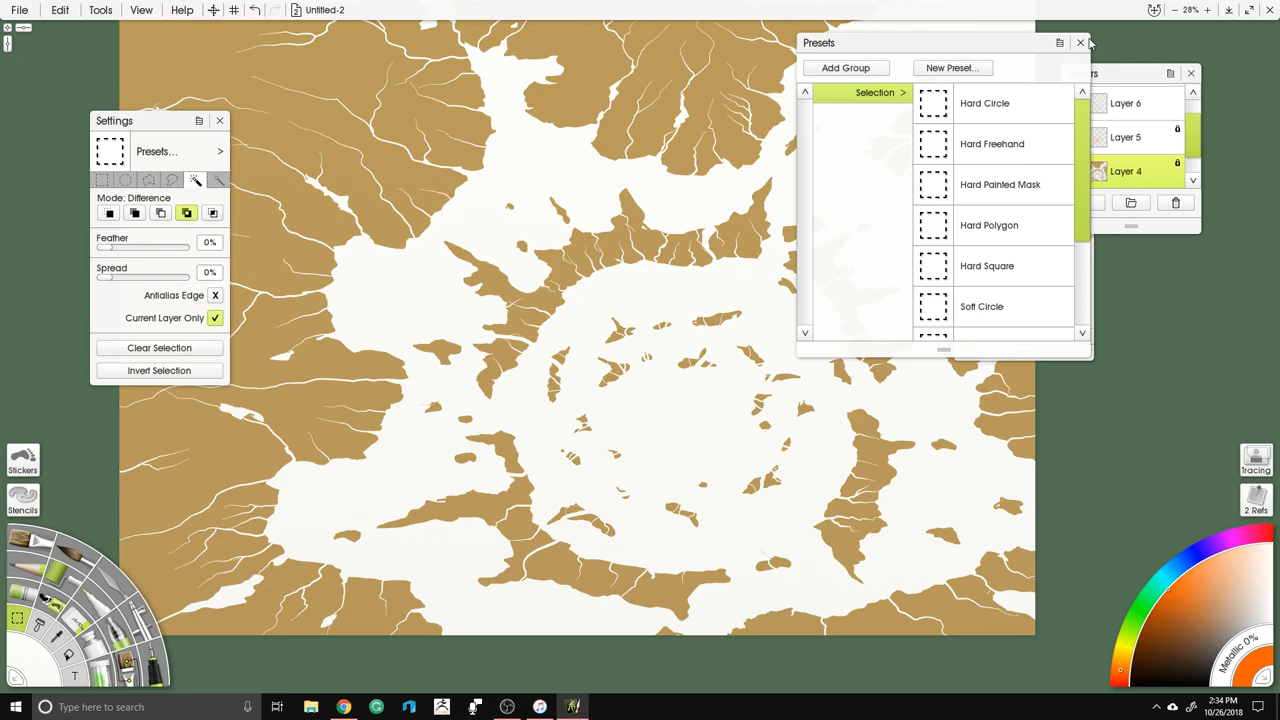 File Edit Tools View Help Untitled-2 28%
Presets
Add Group New Preset...
Selection >
Hard Circle
Hard Freehand
Hard Painted Mask
Hard Polygon
Hard Square
Soft Circle
Layer 6
Layer 5
Layer 4
Settings
Presets... >
Mode: Difference
Feather 0%
Spread 0%
Antialias Edge X
Current Layer Only
Clear Selection
Invert Selection
Stickers
Stencils
Tracing
2 Refs
Metallic 0%
T
Type here to search
2:34 PM
10/26/2018